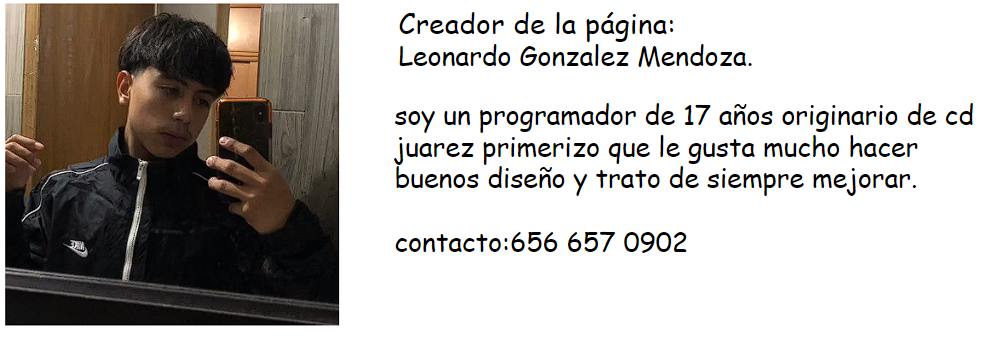 Creador de la página:
Leonardo Gonzalez Mendoza.
soy un programador de 17 años originario de cd
juarez primerizo que le gusta mucho hacer
buenos diseño y trato de siempre mejorar.
contacto:656 657 0902
NIKE